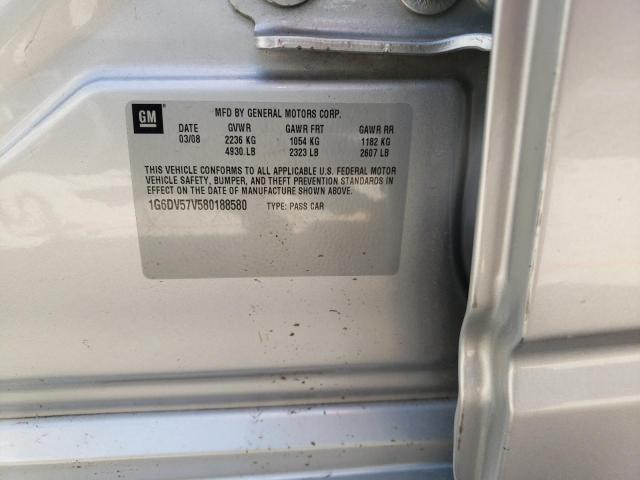 GM MFD BY GENERAL MOTORS CORP.
DATE GVWR GAWR FRT GAWR RR
03/08 2236 KG 1054 KG 1182 KG
4930.LB 2323 LB 2607 LB
THIS VEHICLE CONFORMS TO ALL APPLICABLE U.S. FEDERAL MOTOR
VEHICLE SAFETY, BUMPER, AND THEFT PREVENTION STANDARDS IN
EFFECT ON THE DATE OF MANUFACTURE SHOWN ABOVE.
1G6DV57V580188580 TYPE: PASS CAR